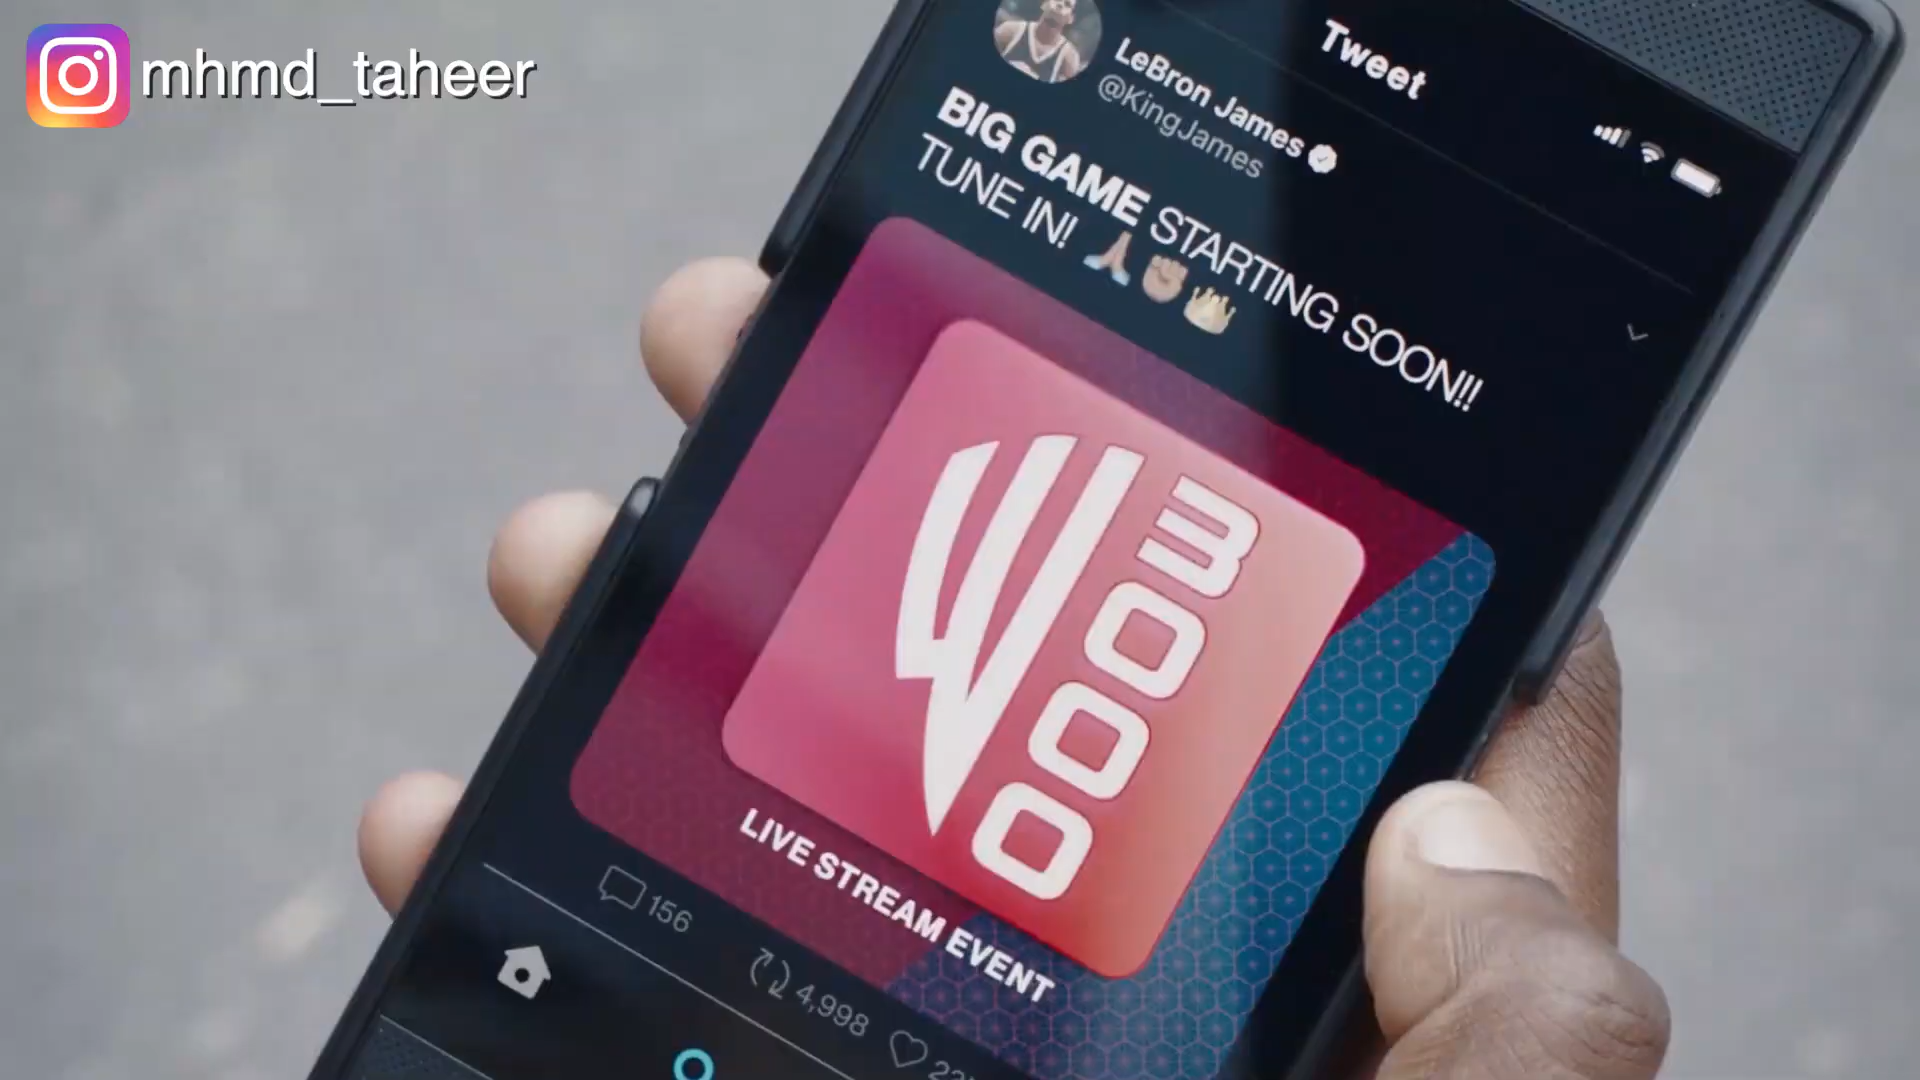 mhmd_taheer
Tweet
LeBron James
@KingJames
BIG GAME STARTING SOON!!
TUNE IN! 🙏🏽✊🏽👑
W
3000
LIVE STREAM EVENT
156
4,998